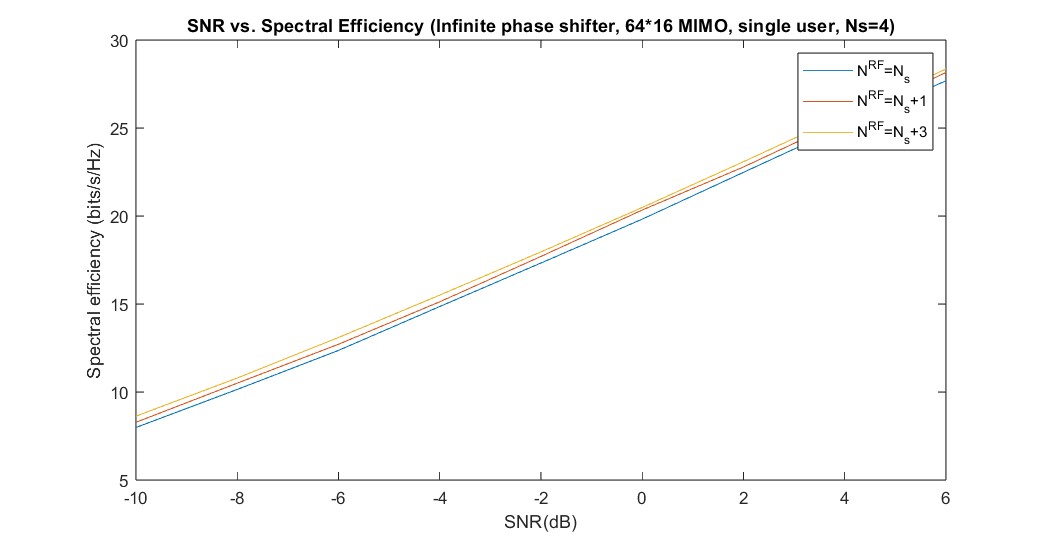 SNR vs. Spectral Efficiency (Infinite phase shifter, 64*16 MIMO, single user, Ns=4)
30
25
20
15
10
5
Spectral efficiency (bits/s/Hz)
N^RF=N_s
N^RF=N_s+1
N^RF=N_s+3
-10 -8 -6 -4 -2 0 2 4 6
SNR(dB)